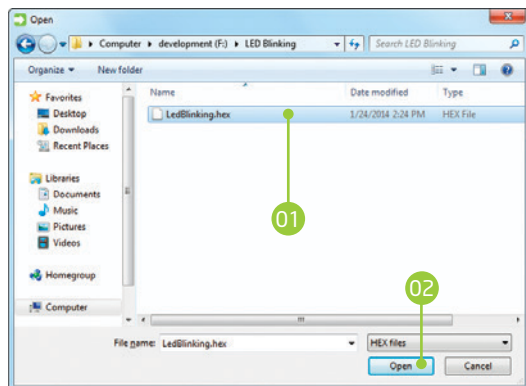 Open
Computer ▸ development (F:) ▸ LED Blinking
Search LED Blinking
Organize New folder
Name Date modified Type
Favorites
Desktop
Downloads
Recent Places
LedBlinking.hex 1/24/2014 2:24 PM HEX File
01
Libraries
Documents
Music
Pictures
Videos
Homegroup
02
Computer
File name: LedBlinking.hex HEX files
Open Cancel